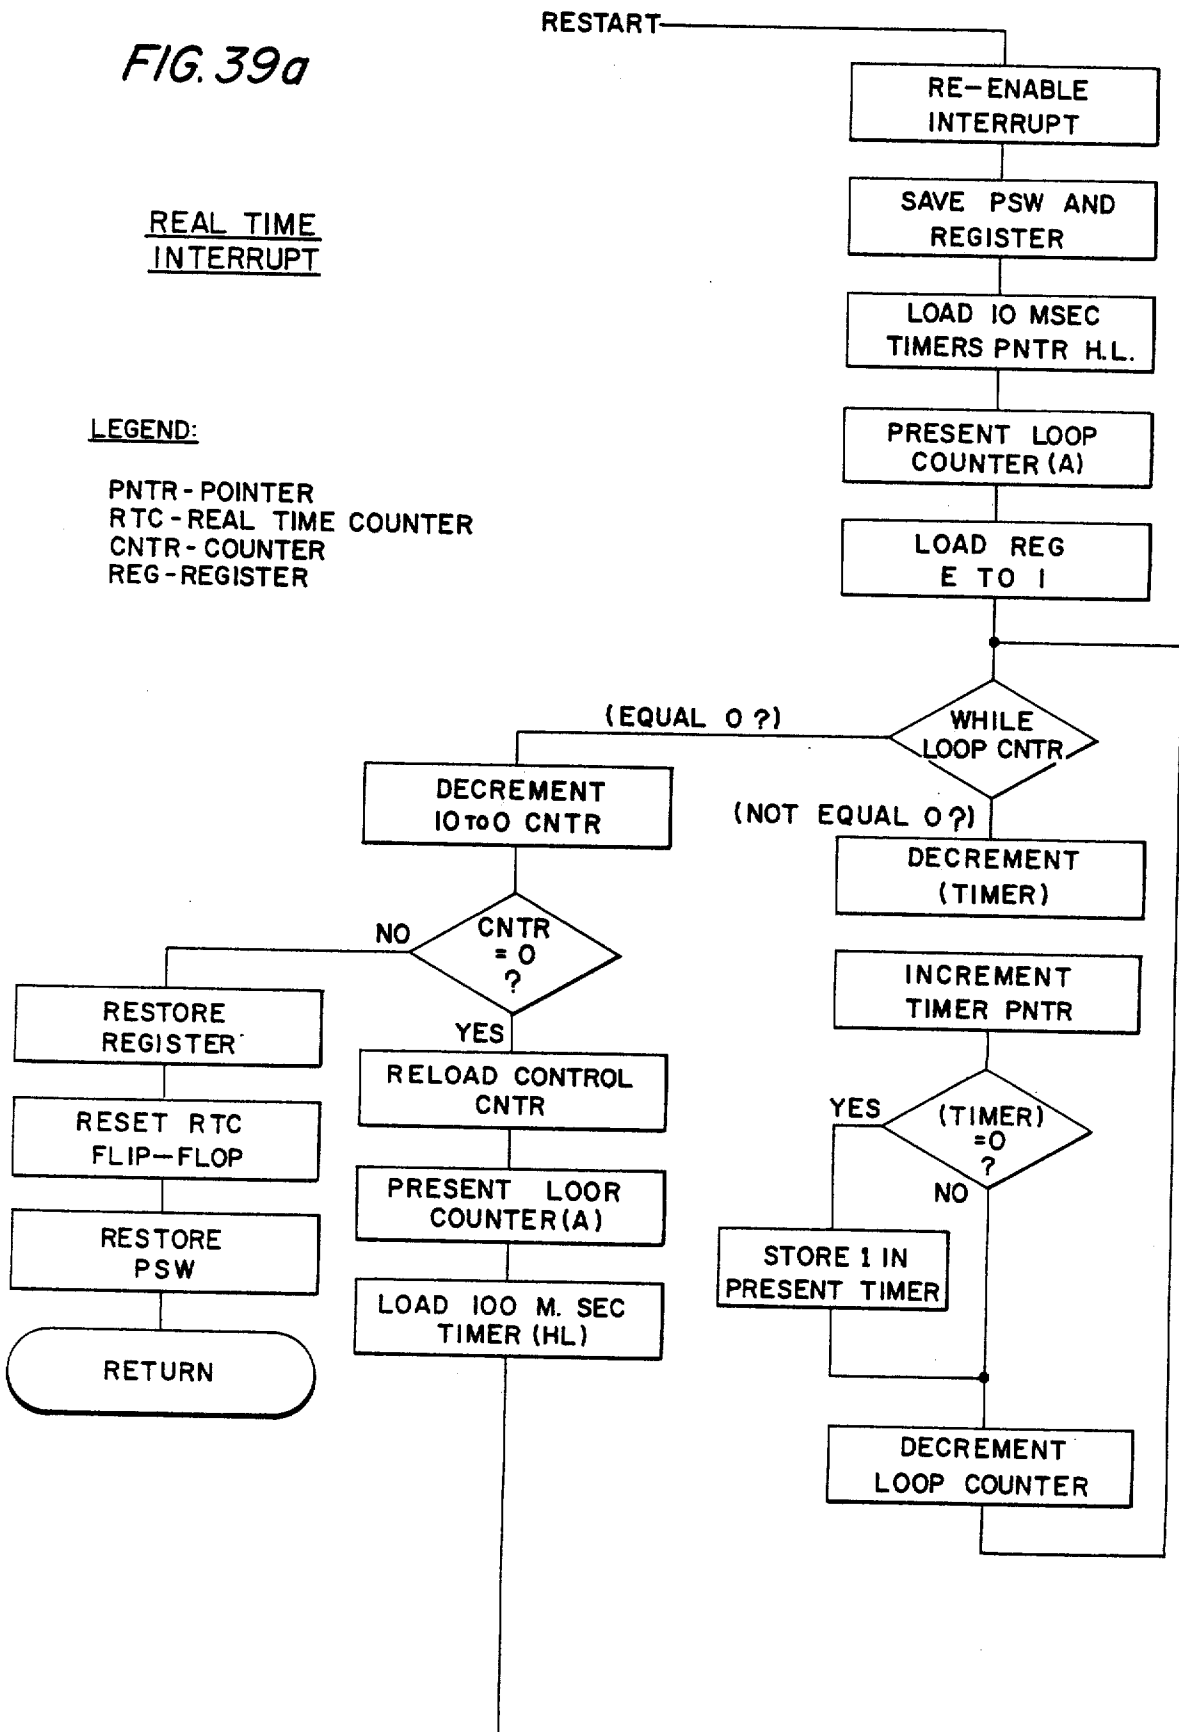 FIG. 39a
REAL TIME
INTERRUPT
LEGEND:
PNTR-POINTER
RTC-REAL TIME COUNTER
CNTR-COUNTER
REG-REGISTER
RESTART
RE-ENABLE
INTERRUPT
SAVE PSW AND
REGISTER
LOAD 10 MSEC
TIMERS PNTR H.L.
PRESENT LOOP
COUNTER (A)
LOAD REG
E TO 1
WHILE
LOOP CNTR
(EQUAL 0 ?)
(NOT EQUAL 0 ?)
DECREMENT
(TIMER)
INCREMENT
TIMER PNTR
(TIMER)
=0
?
YES
NO
STORE 1 IN
PRESENT TIMER
DECREMENT
LOOP COUNTER
DECREMENT
10 TO 0 CNTR
CNTR
= 0
?
NO
YES
RELOAD CONTROL
CNTR
PRESENT LOOR
COUNTER(A)
LOAD 100 M. SEC
TIMER (HL)
RESTORE
REGISTER
RESET RTC
FLIP-FLOP
RESTORE
PSW
RETURN